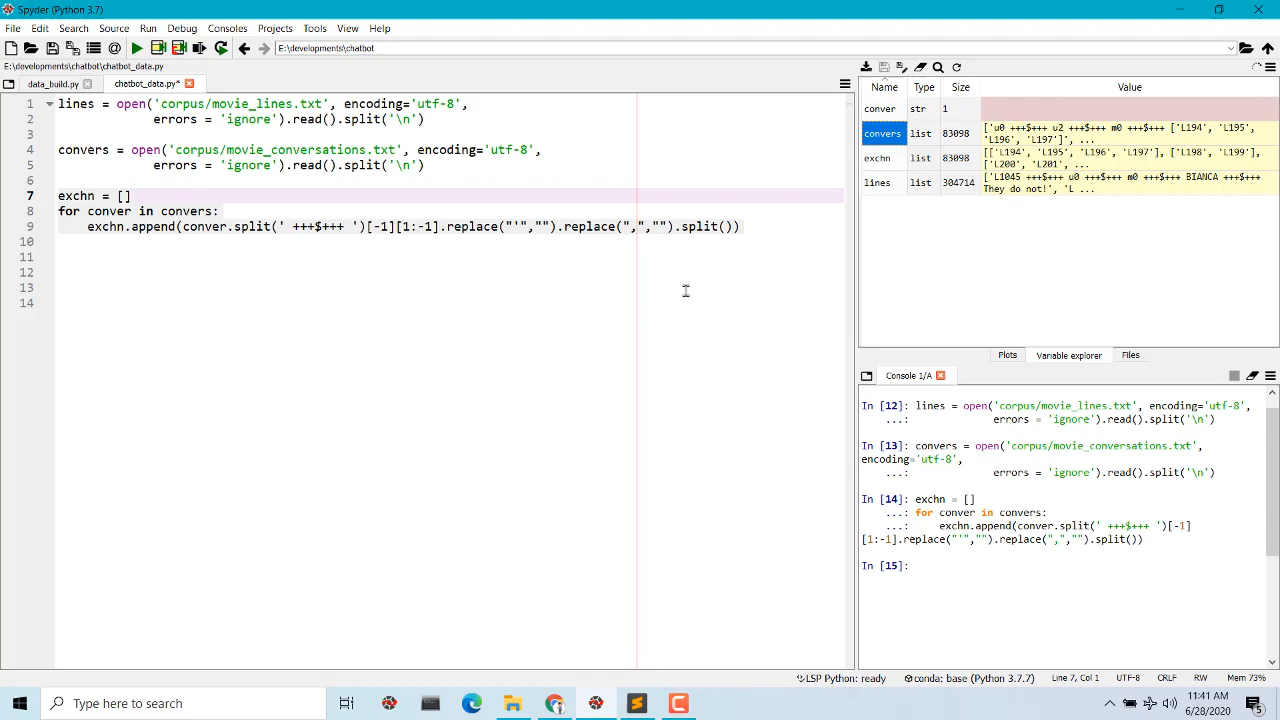 Spyder (Python 3.7)
File Edit Search Source Run Debug Consoles Projects Tools View Help
E:\developments\chatbot
E:\developments\chatbot\chatbot_data.py
data_build.py
chatbot_data.py*
1 lines = open('corpus/movie_lines.txt', encoding='utf-8',
2 errors = 'ignore').read().split('\n')
3
4 convers = open('corpus/movie_conversations.txt', encoding='utf-8',
5 errors = 'ignore').read().split('\n')
6
7 exchn = []
8 for conver in convers:
9 exchn.append(conver.split(' +++$+++ ')[-1][1:-1].replace("'","").replace(",","").split())
10
11
12
13
14
Name Type Size Value
conver str 1
convers list 83098 ['u0 +++$+++ u2 +++$+++ m0 +++$+++ ['L194', 'L195',
'L196', 'L197']', ...
exchn list 83098 [['L194', 'L195', 'L196', 'L197'], ['L198', 'L199'],
['L200', 'L201', ...
lines list 304714 ['L1045 +++$+++ u0 +++$+++ m0 +++$+++ BIANCA +++$+++
They do not!', 'L ...
Plots Variable explorer Files
Console 1/A
In [12]: lines = open('corpus/movie_lines.txt', encoding='utf-8',
...: errors = 'ignore').read().split('\n')
In [13]: convers = open('corpus/movie_conversations.txt',
encoding='utf-8',
...: errors = 'ignore').read().split('\n')
In [14]: exchn = []
...: for conver in convers:
...: exchn.append(conver.split(' +++$+++ ')[-1]
[1:-1].replace("'","").replace(",","").split())
In [15]:
LSP Python: ready conda: base (Python 3.7.7) Line 7, Col 1 UTF-8 CRLF RW Mem 73%
Type here to search
11:41 AM
6/28/2020
5